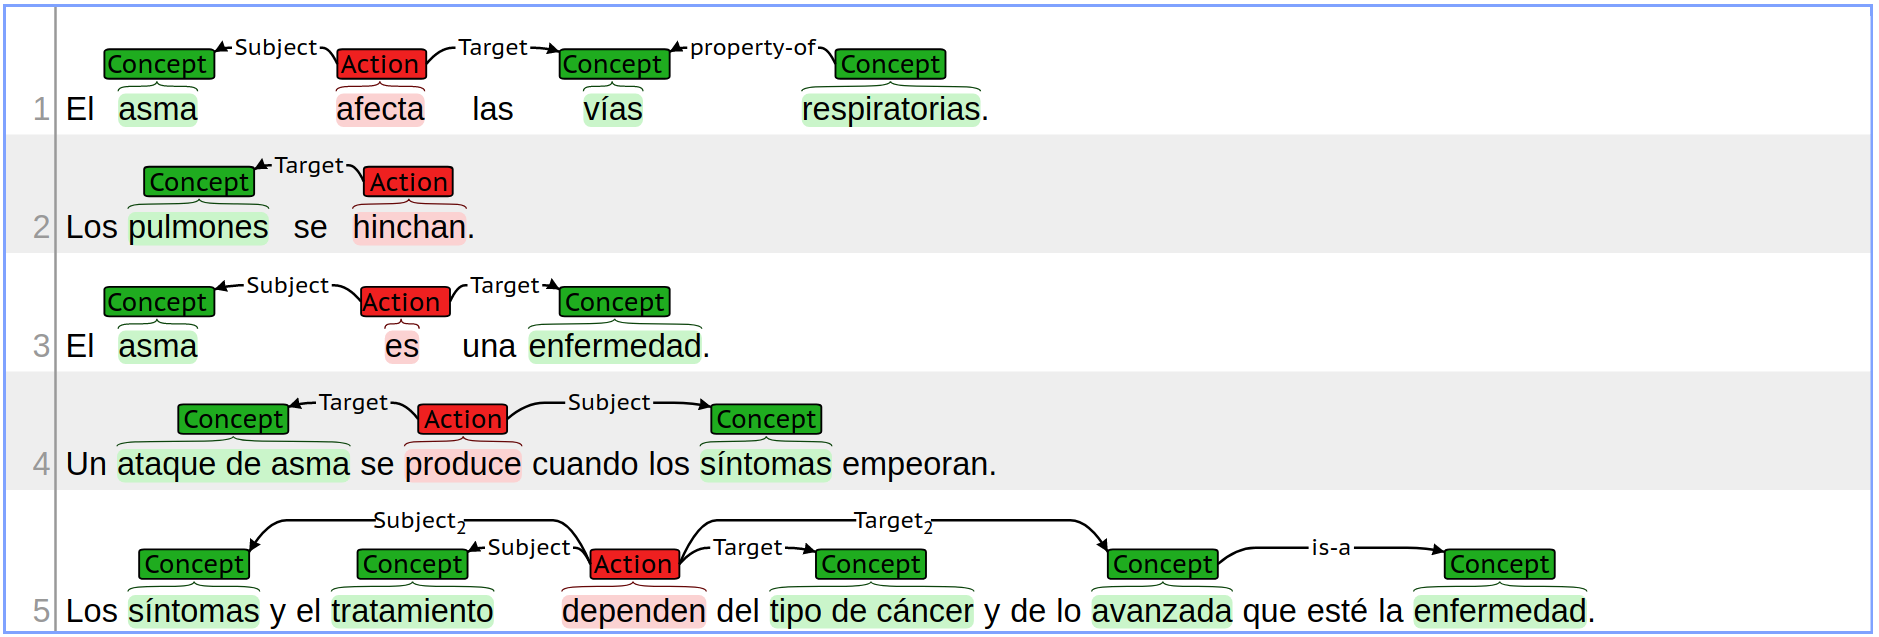 Concept Subject Action Target Concept property-of Concept
1 El asma afecta las vías respiratorias.
Concept Target Action
2 Los pulmones se hinchan.
Concept Subject Action Target Concept
3 El asma es una enfermedad.
Concept Target Action Subject Concept
4 Un ataque de asma se produce cuando los síntomas empeoran.
Subject2 Target2
Concept Concept Subject Action Target Concept Concept is-a Concept
5 Los síntomas y el tratamiento dependen del tipo de cáncer y de lo avanzada que esté la enfermedad.